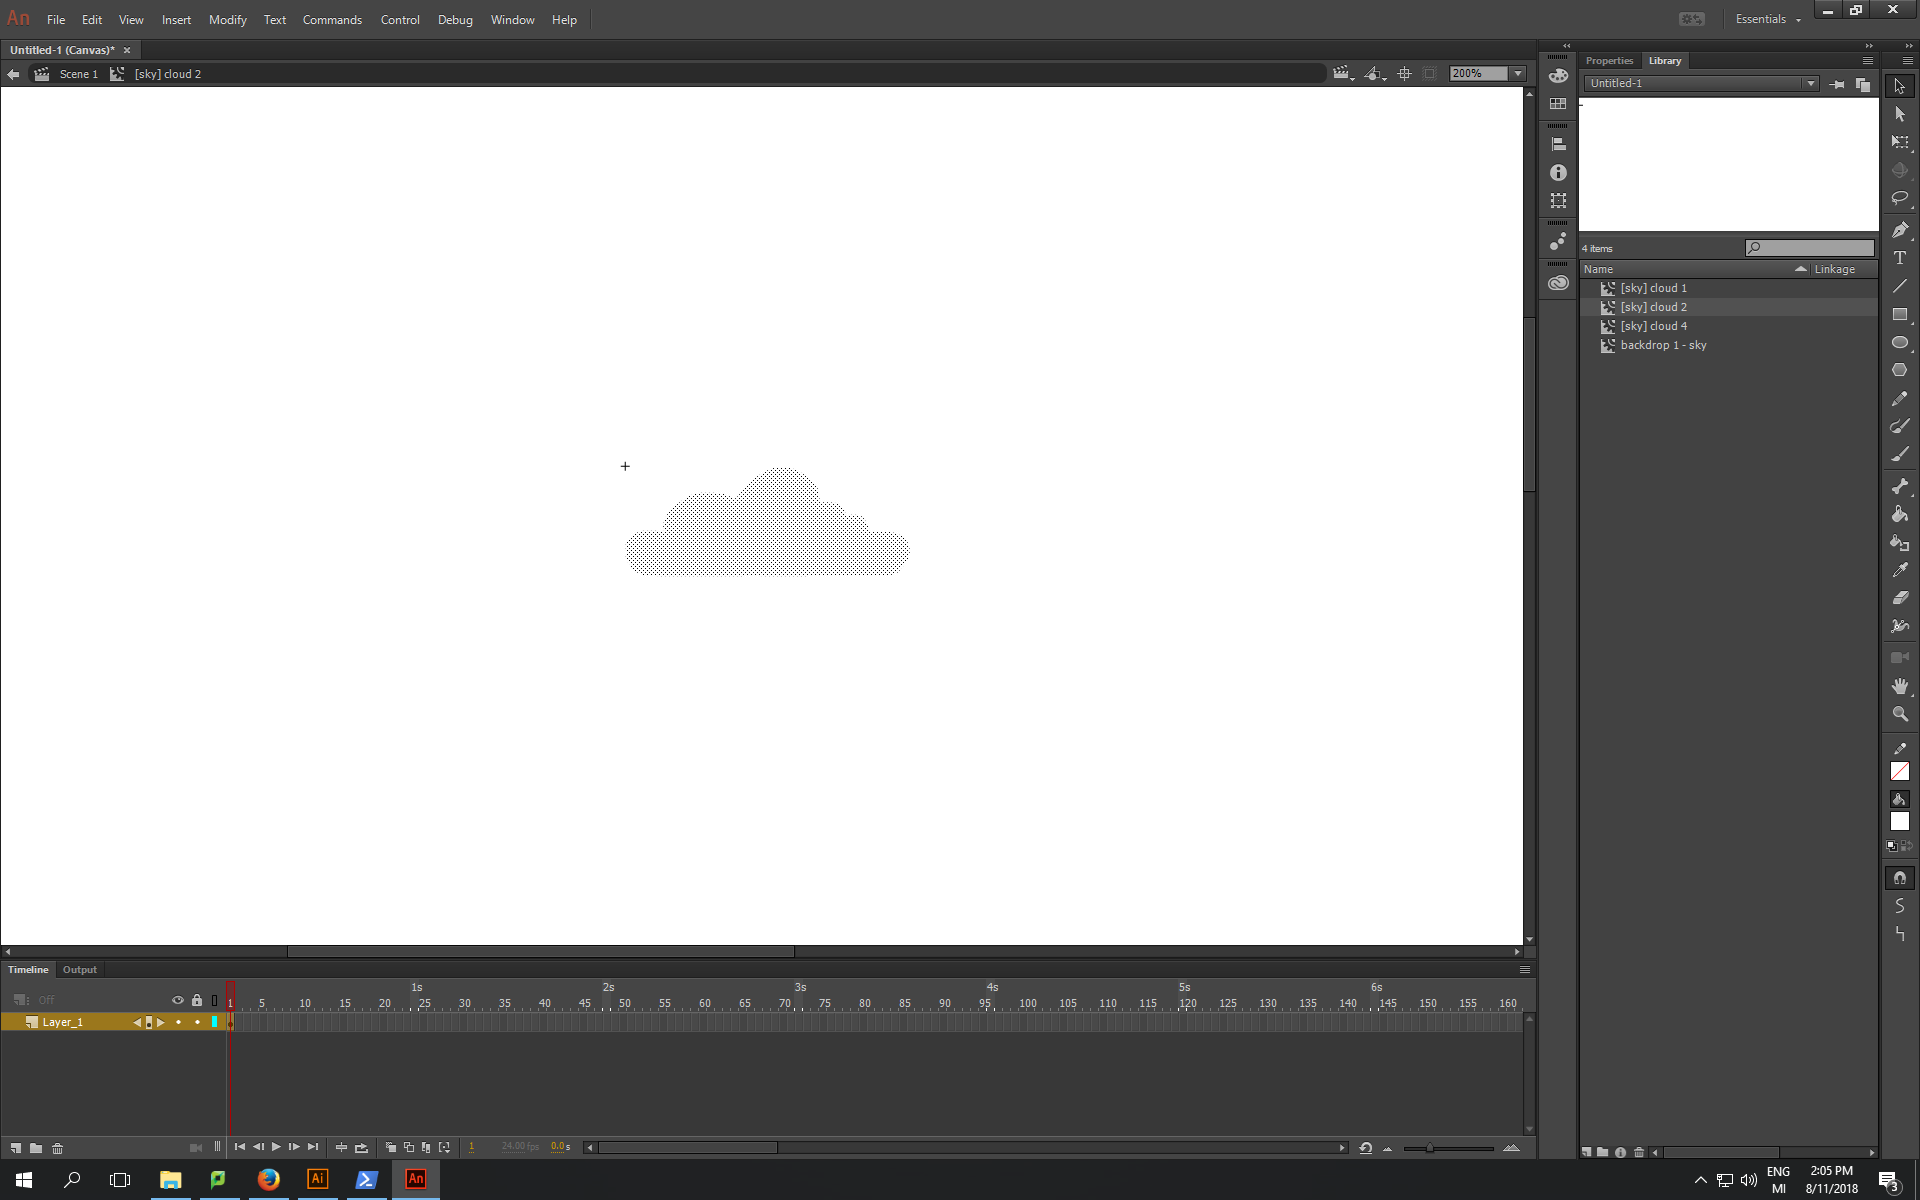 An File Edit View Insert Modify Text Commands Control Debug Window Help Essentials
Untitled-1 (Canvas)* ×
Scene 1 [sky] cloud 2 200%
Properties Library
Untitled-1
4 items
Name Linkage
[sky] cloud 1
[sky] cloud 2
[sky] cloud 4
backdrop 1 - sky
T
Timeline Output
1s 2s 3s 4s 5s 6s
Off 1 5 10 15 20 25 30 35 40 45 50 55 60 65 70 75 80 85 90 95 100 105 110 115 120 125 130 135 140 145 150 155 160
Layer_1
1 24.00 fps 0.0 s
Ai An
ENG 2:05 PM
MI 8/11/2018 3